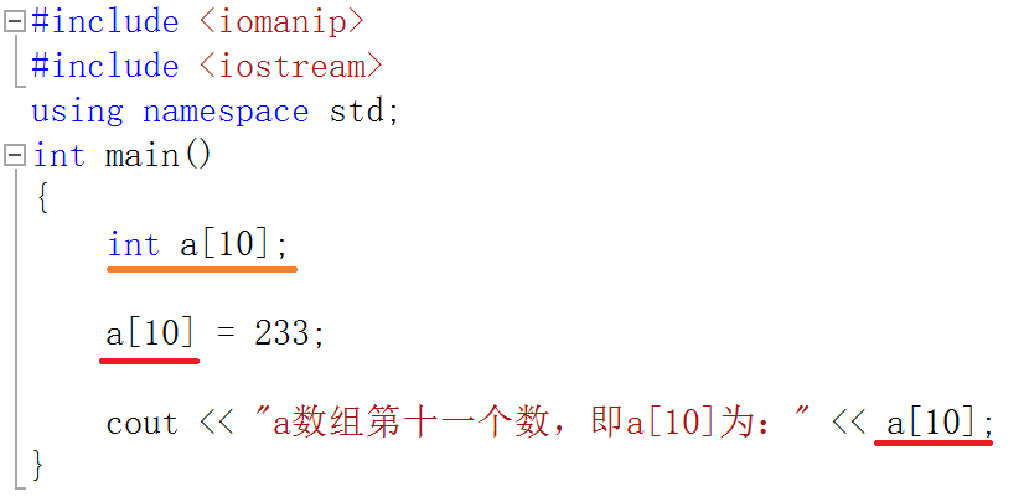 #include <iomanip>
#include <iostream>
using namespace std;
int main()
{
int a[10];
a[10] = 233;
cout << "a数组第十一个数，即a[10]为：" << a[10];
}